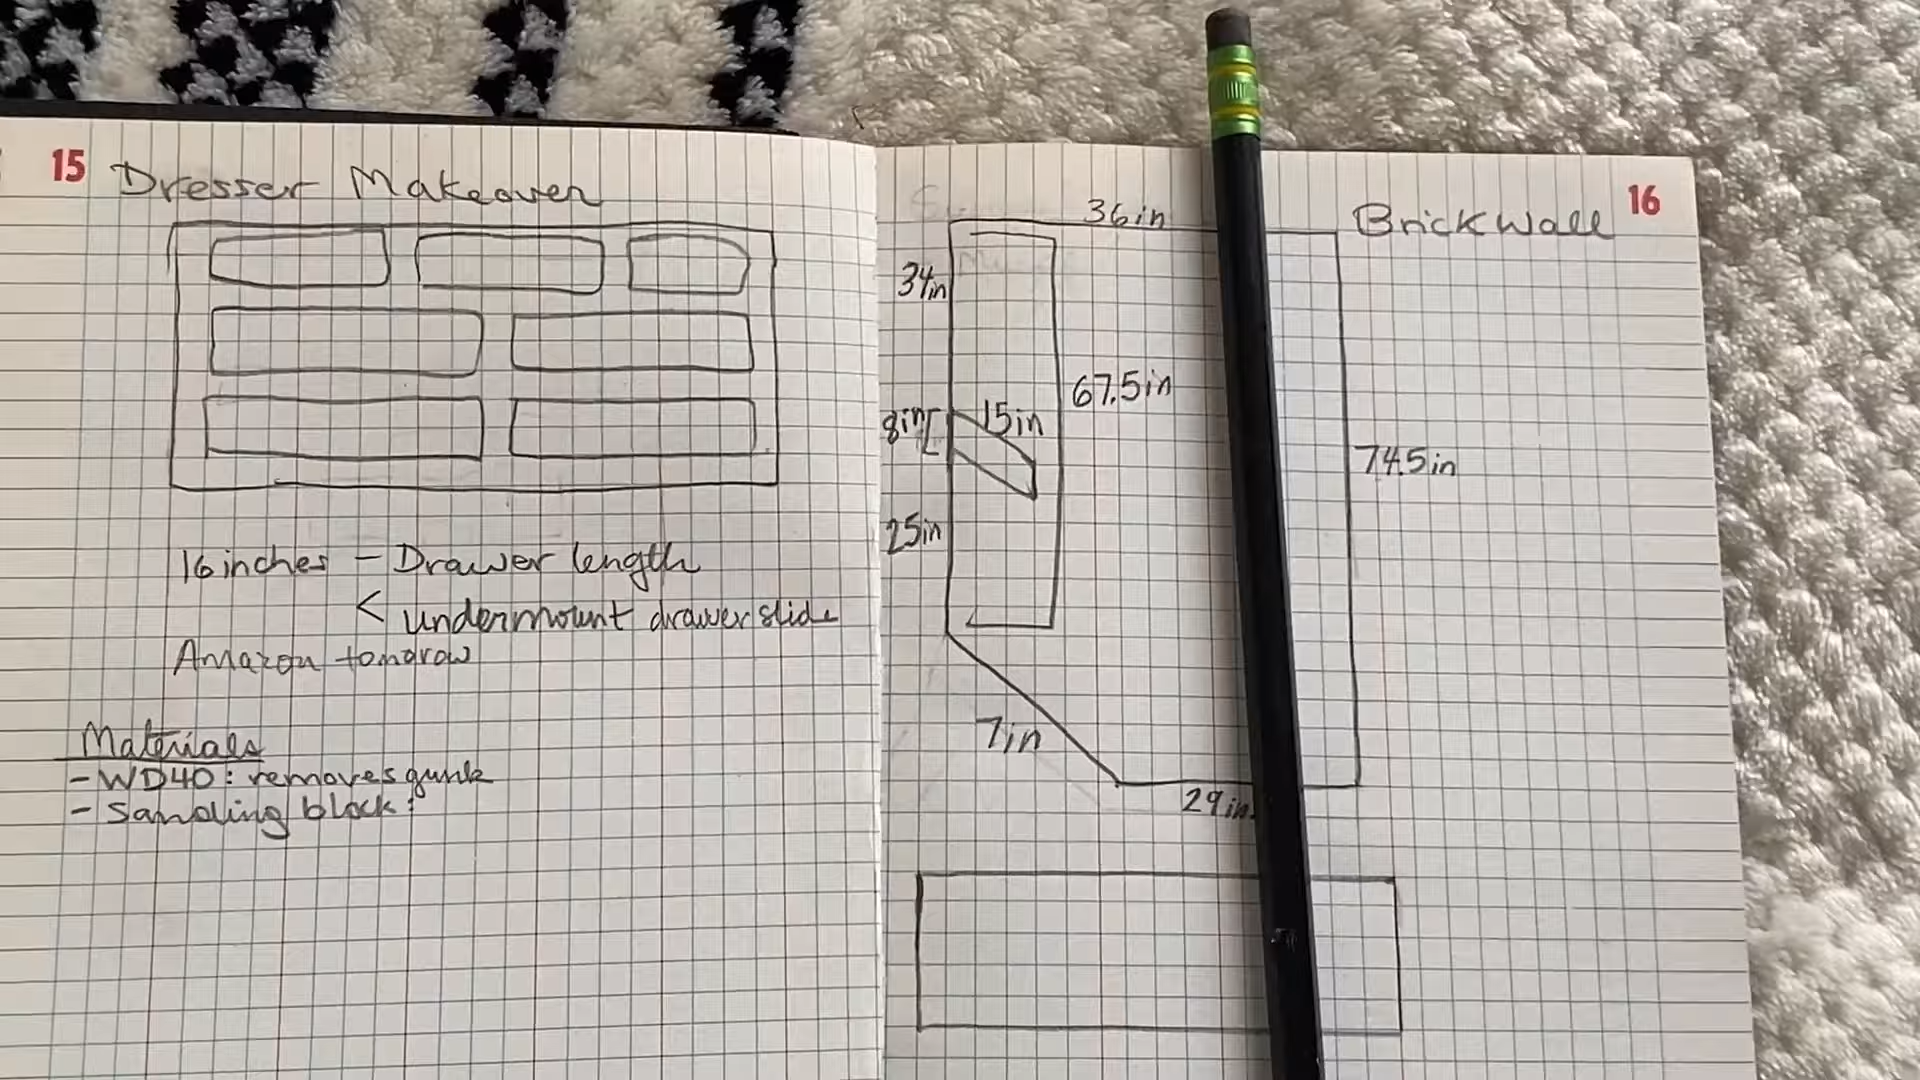 15
Dresser Makeover
16 inches - Drawer length
< undermount drawer slide
Amazon tomorow
Materials
- WD40: removes gunk
- Sanding block:
16
Brick Wall
36in
34in
67.5in
8in
15in
74.5in
25in
7in
29in